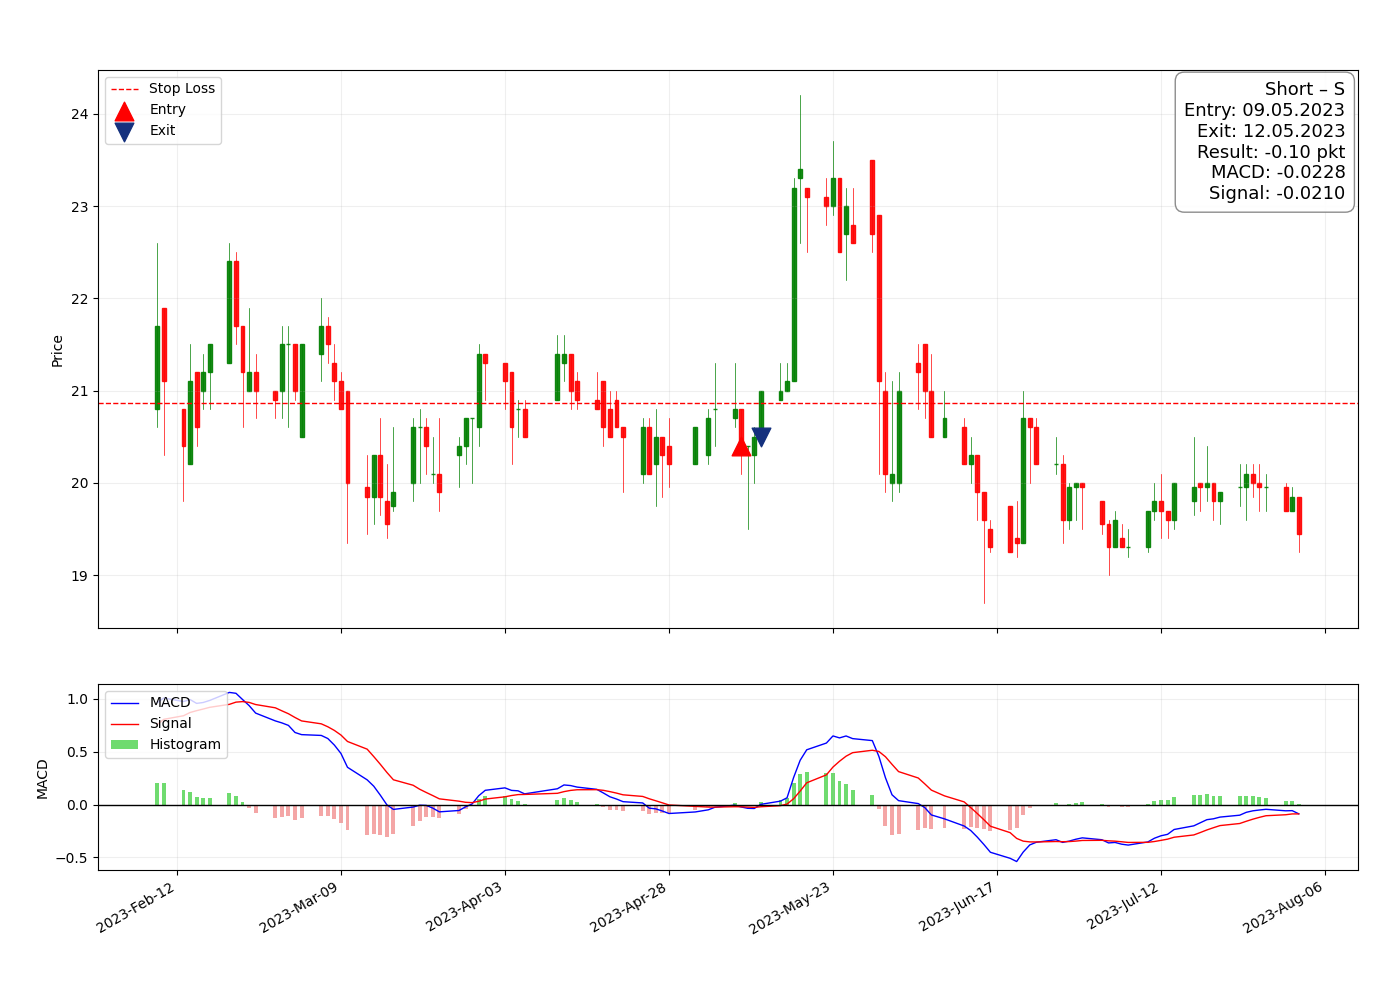 Stop Loss
Entry
Exit
Short – S
Entry: 09.05.2023
Exit: 12.05.2023
Result: -0.10 pkt
MACD: -0.0228
Signal: -0.0210
Price
24
23
22
21
20
19
MACD
Signal
Histogram
MACD
1.0
0.5
0.0
−0.5
2023-Feb-12
2023-Mar-09
2023-Apr-03
2023-Apr-28
2023-May-23
2023-Jun-17
2023-Jul-12
2023-Aug-06